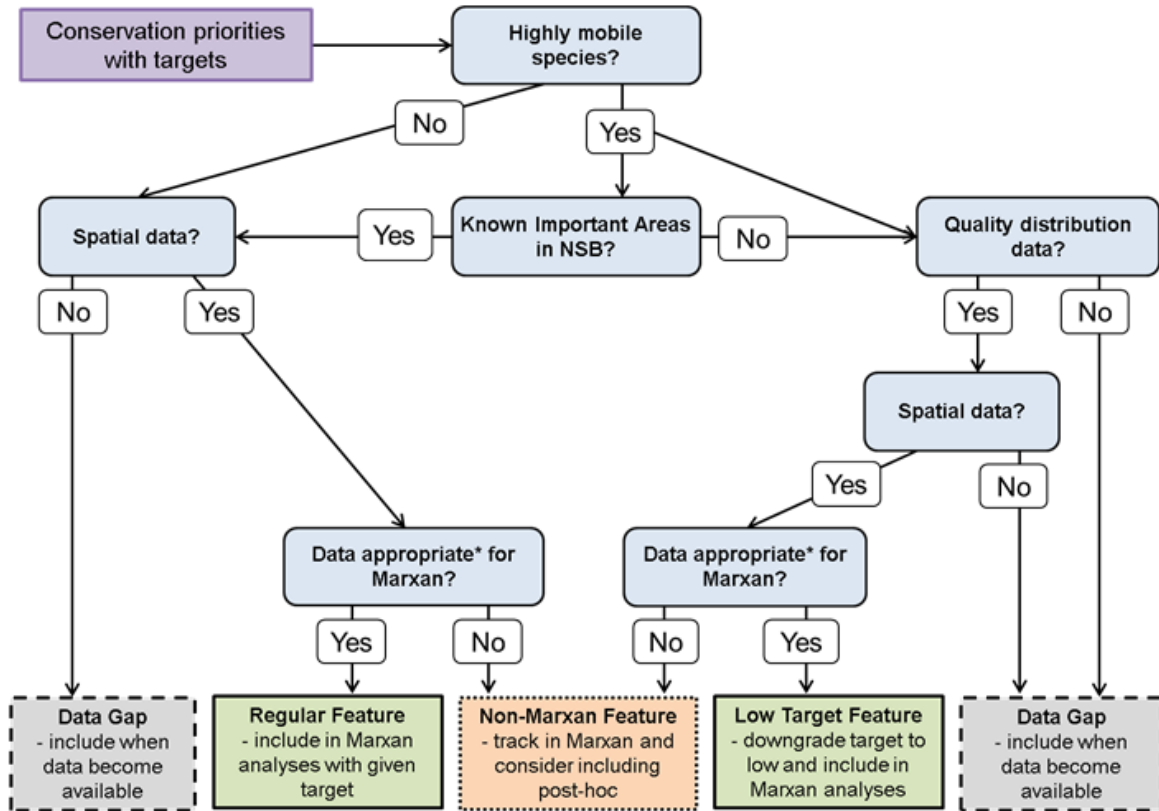 Conservation priorities
with targets
Highly mobile
species?
No
Yes
Spatial data?
Yes
Known Important Areas
in NSB?
No
Quality distribution
data?
No
Yes
Yes
No
Spatial data?
Yes
No
Data appropriate* for
Marxan?
Data appropriate* for
Marxan?
Yes
No
No
Yes
Data Gap
- include when
data become
available
Regular Feature
- include in Marxan
analyses with given
target
Non-Marxan Feature
- track in Marxan and
consider including
post-hoc
Low Target Feature
- downgrade target to
low and include in
Marxan analyses
Data Gap
- include when
data become
available